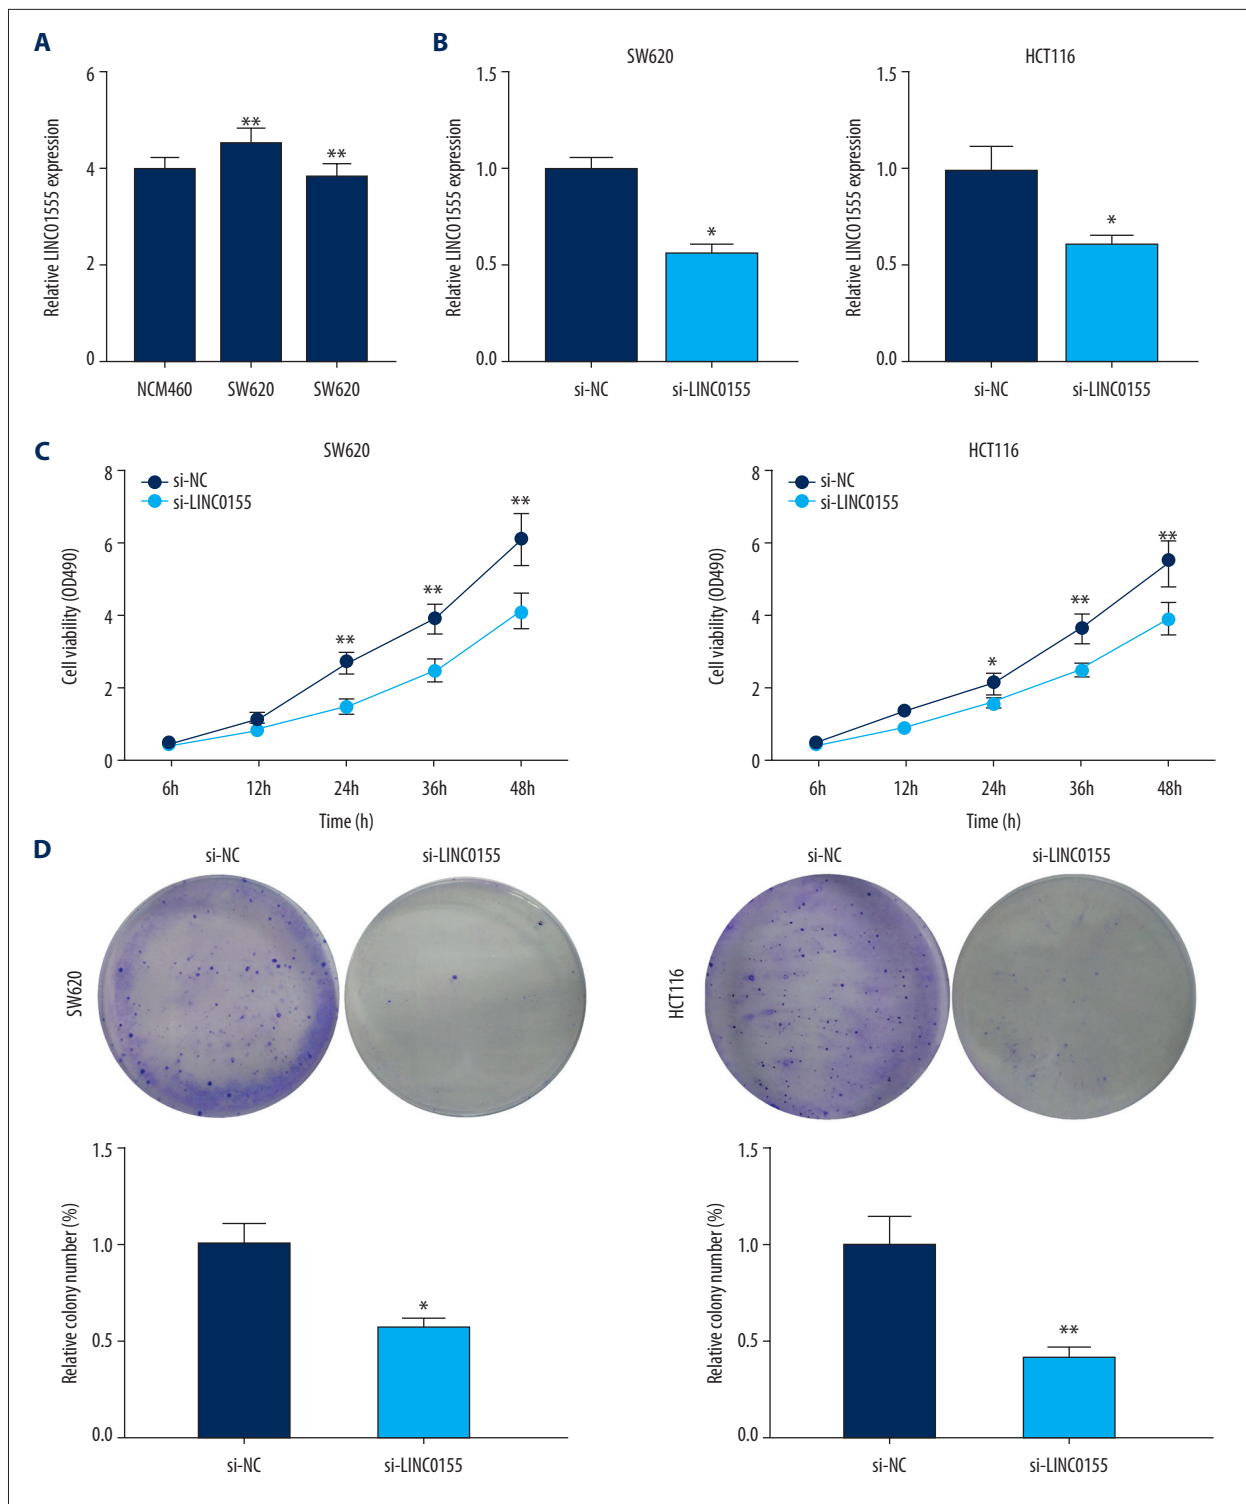 A
6
4
2
0
Relative LINC01555 expression
**
**
NCM460
SW620
SW620
B
SW620
1.5
1.0
0.5
0.0
Relative LINC01555 expression
*
si-NC
si-LINC0155
HCT116
1.5
1.0
0.5
0.0
Relative LINC01555 expression
*
si-NC
si-LINC0155
C
SW620
8
6
4
2
0
Cell viability (OD490)
si-NC
si-LINC0155
**
**
**
6h
12h
24h
36h
48h
Time (h)
HCT116
8
6
4
2
0
Cell viability (OD490)
si-NC
si-LINC0155
*
**
**
6h
12h
24h
36h
48h
Time (h)
D
si-NC
si-LINC0155
SW620
si-NC
si-LINC0155
HCT116
1.5
1.0
0.5
0.0
Relative colony number (%)
*
si-NC
si-LINC0155
1.5
1.0
0.5
0.0
Relative colony number (%)
**
si-NC
si-LINC0155